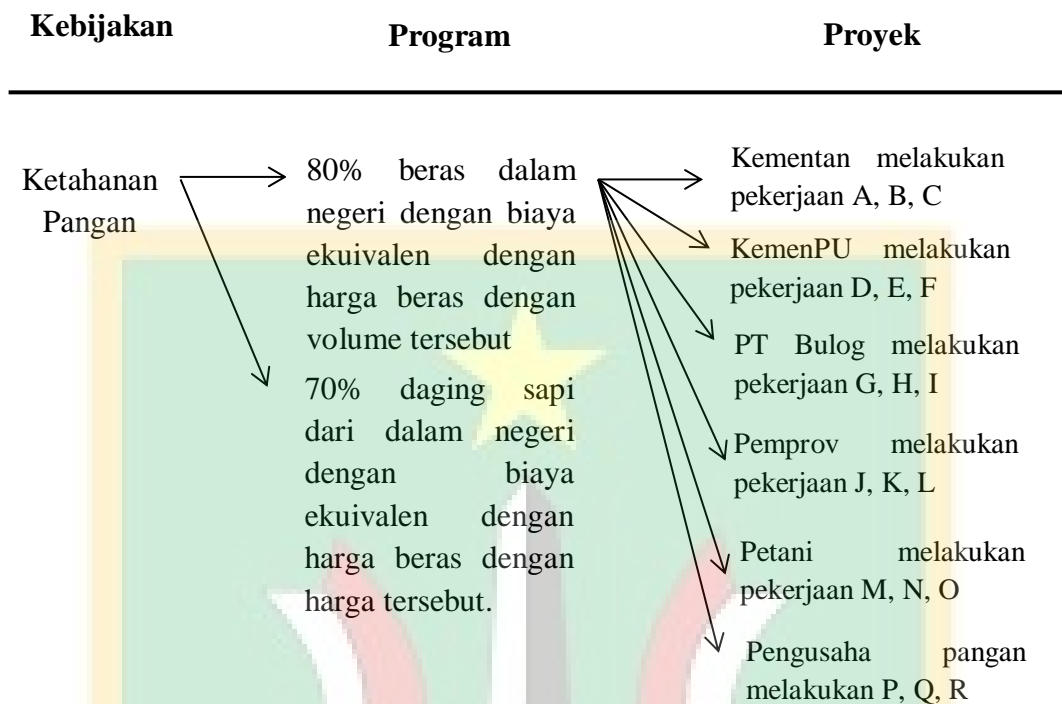 Kebijakan
Program
Proyek
Ketahanan
Pangan
80% beras dalam
negeri dengan biaya
ekuivalen dengan
harga beras dengan
volume tersebut
70% daging sapi
dari dalam negeri
dengan biaya
ekuivalen dengan
harga beras dengan
harga tersebut.
Kementan melakukan
pekerjaan A, B, C
KemenPU melakukan
pekerjaan D, E, F
PT Bulog melakukan
pekerjaan G, H, I
Pemprov melakukan
pekerjaan J, K, L
Petani melakukan
pekerjaan M, N, O
Pengusaha pangan
melakukan P, Q, R